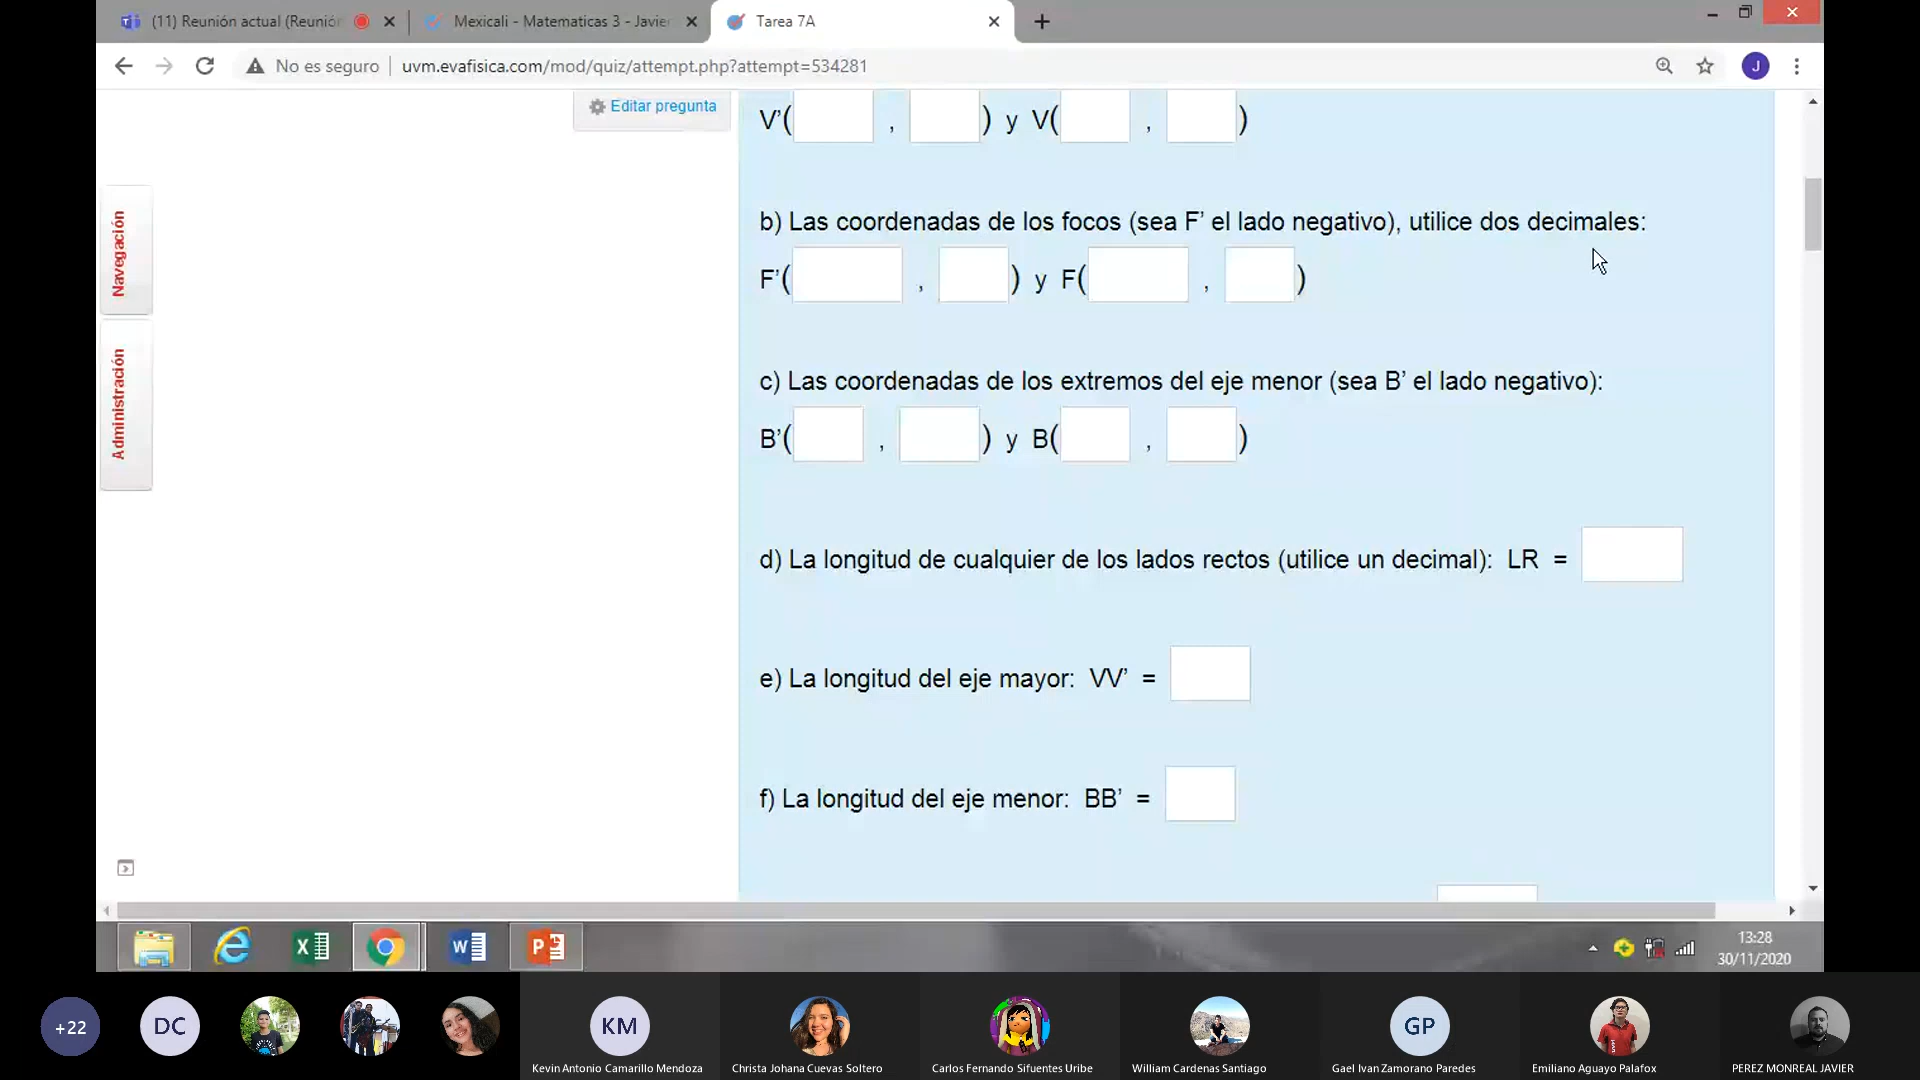 (11) Reunión actual (Reunión
Mexicali - Matematicas 3 - Javie
Tarea 7A
No es seguro
uvm.evafisica.com/mod/quiz/attempt.php?attempt=534281
J
Editar pregunta
V'( , ) y V( , )
Navegación
Administración
b) Las coordenadas de los focos (sea F' el lado negativo), utilice dos decimales:
F'( , ) y F( , )
c) Las coordenadas de los extremos del eje menor (sea B' el lado negativo):
B'( , ) y B( , )
d) La longitud de cualquier de los lados rectos (utilice un decimal): LR =
e) La longitud del eje mayor: VV' =
f) La longitud del eje menor: BB' =
13:28
30/11/2020
+22
DC
KM
GP
Kevin Antonio Camarillo Mendoza
Christa Johana Cuevas Soltero
Carlos Fernando Sifuentes Uribe
William Cardenas Santiago
Gael Ivan Zamorano Paredes
Emiliano Aguayo Palafox
PEREZ MONREAL JAVIER